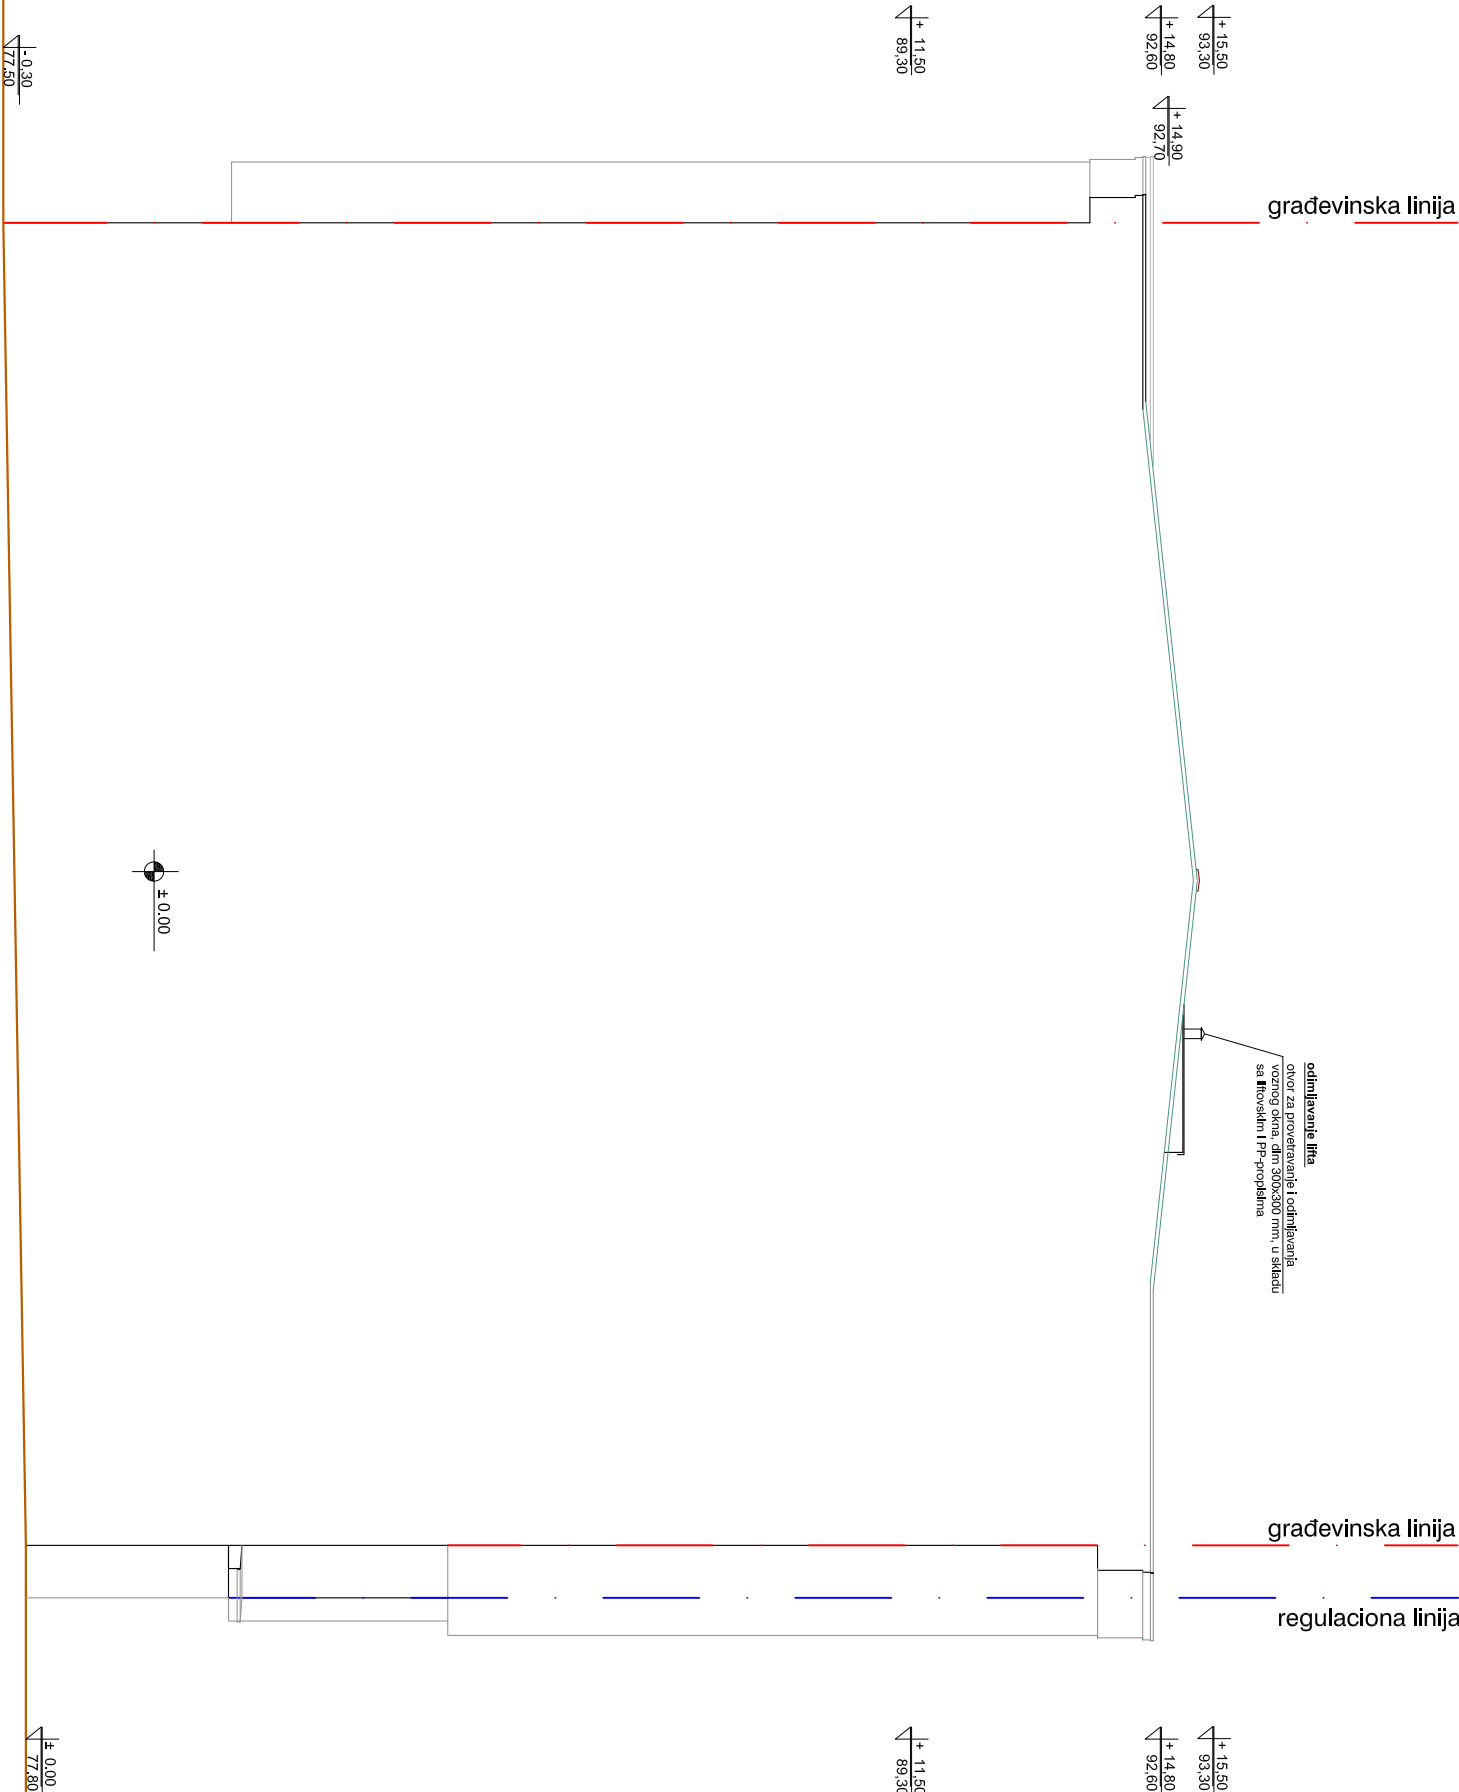 + 15,50
93,30
+ 14,80
92,60
+ 11,50
89,30
- 0,30
77,50
+ 14,90
92,70
građevinska linija
± 0.00
odimljavanje lifta
otvor za provetravanje i odimljavanja
voznog okna, dim 300x300 mm, u skladu
sa liftovskim i PP-propisima
građevinska linija
regulaciona linija
+ 15,50
93,30
+ 14,80
92,60
+ 11,50
89,30
± 0.00
77.80